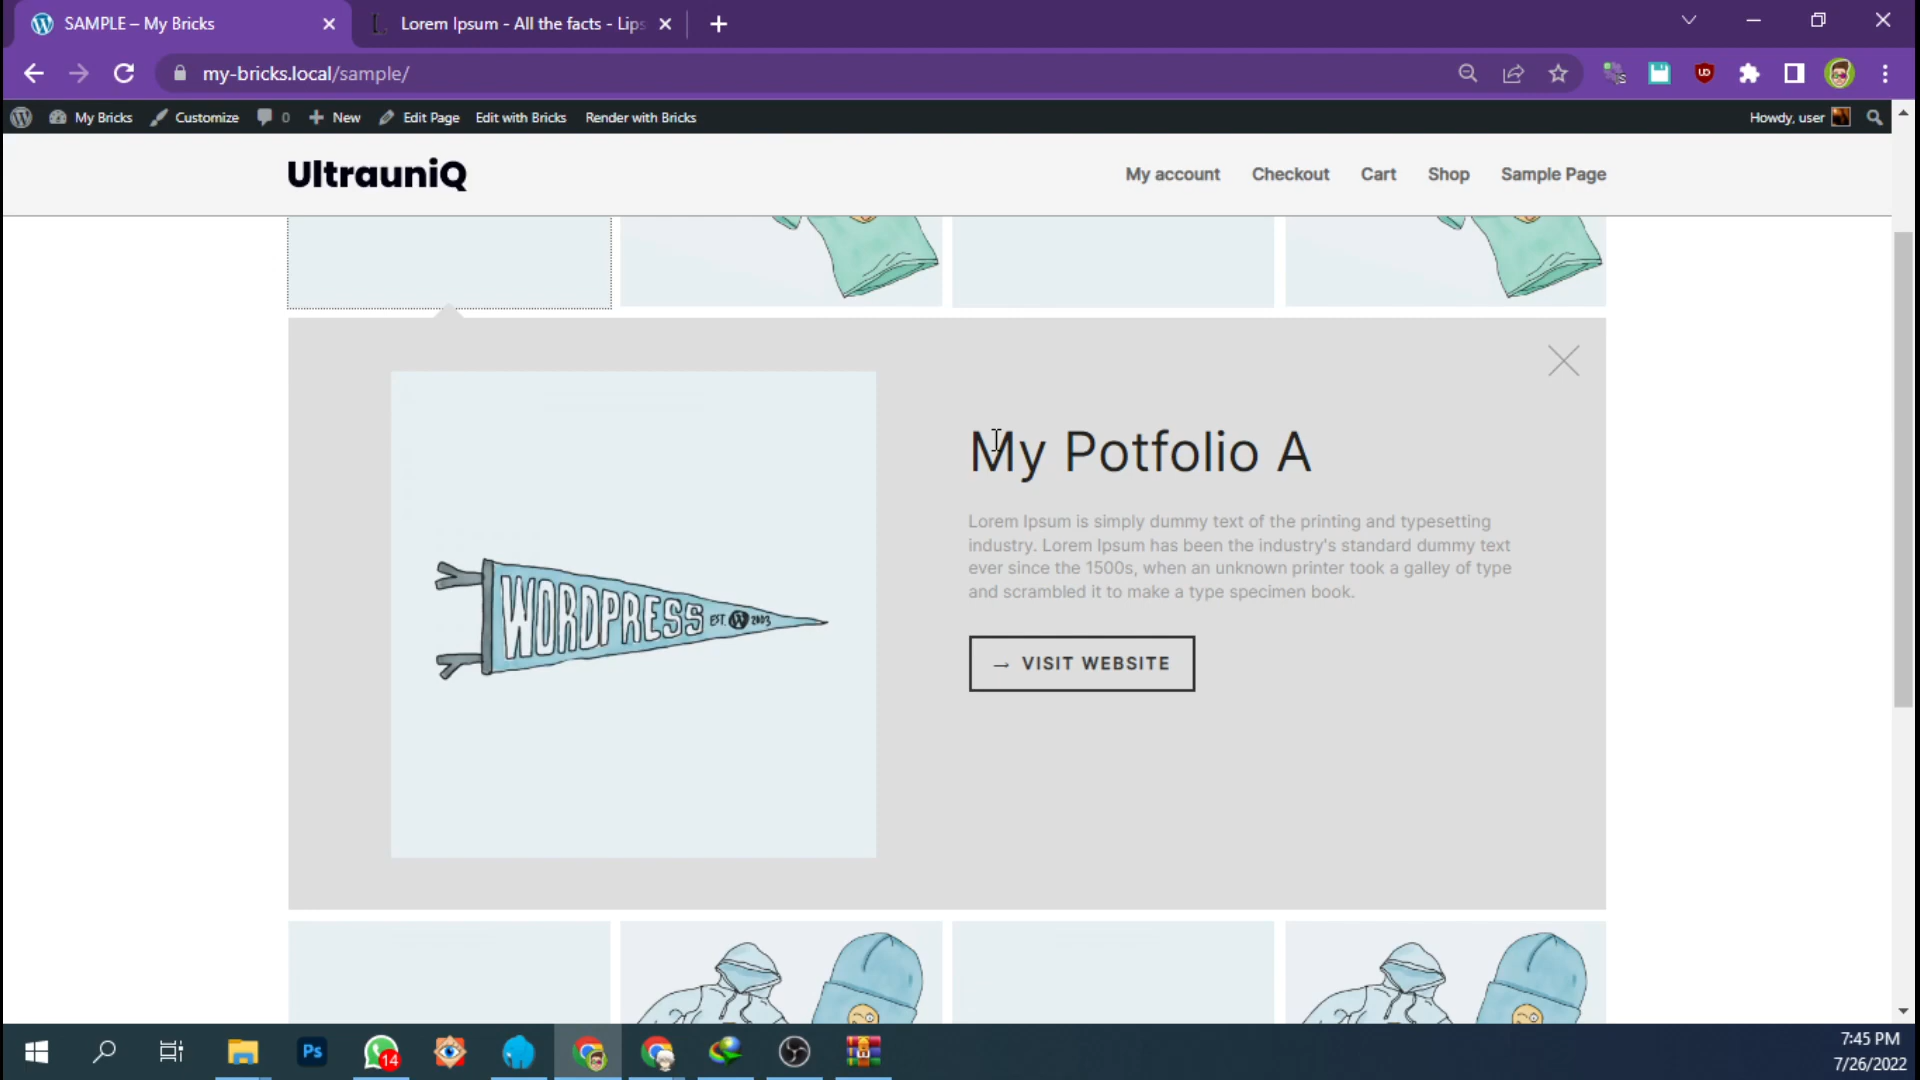 SAMPLE – My Bricks
Lorem Ipsum - All the facts - Lips
my-bricks.local/sample/
My Bricks Customize 0 New Edit Page Edit with Bricks Render with Bricks Howdy, user
UltrauniQ
My account Checkout Cart Shop Sample Page
My Potfolio A
Lorem Ipsum is simply dummy text of the printing and typesetting
industry. Lorem Ipsum has been the industry's standard dummy text
ever since the 1500s, when an unknown printer took a galley of type
and scrambled it to make a type specimen book.
→ VISIT WEBSITE
WORDPRESS EST. W 2003
Ps
14
7:45 PM
7/26/2022